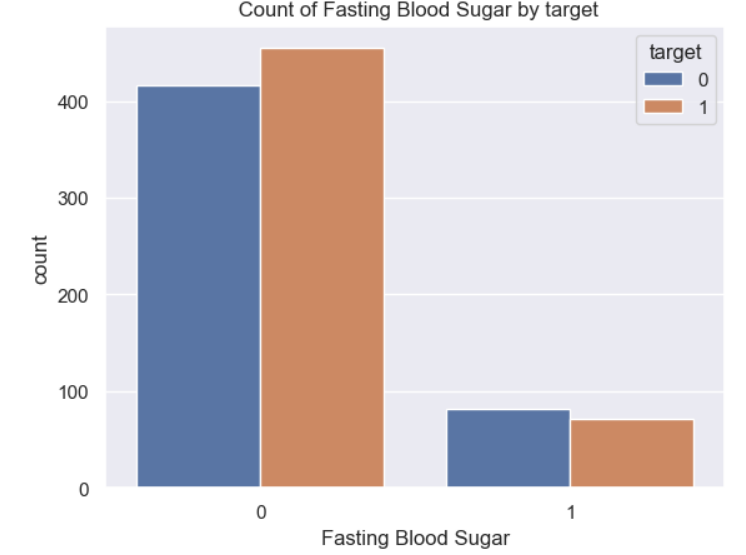 Count of Fasting Blood Sugar by target
target
0
1
400
300
200
100
0
count
0 1
Fasting Blood Sugar